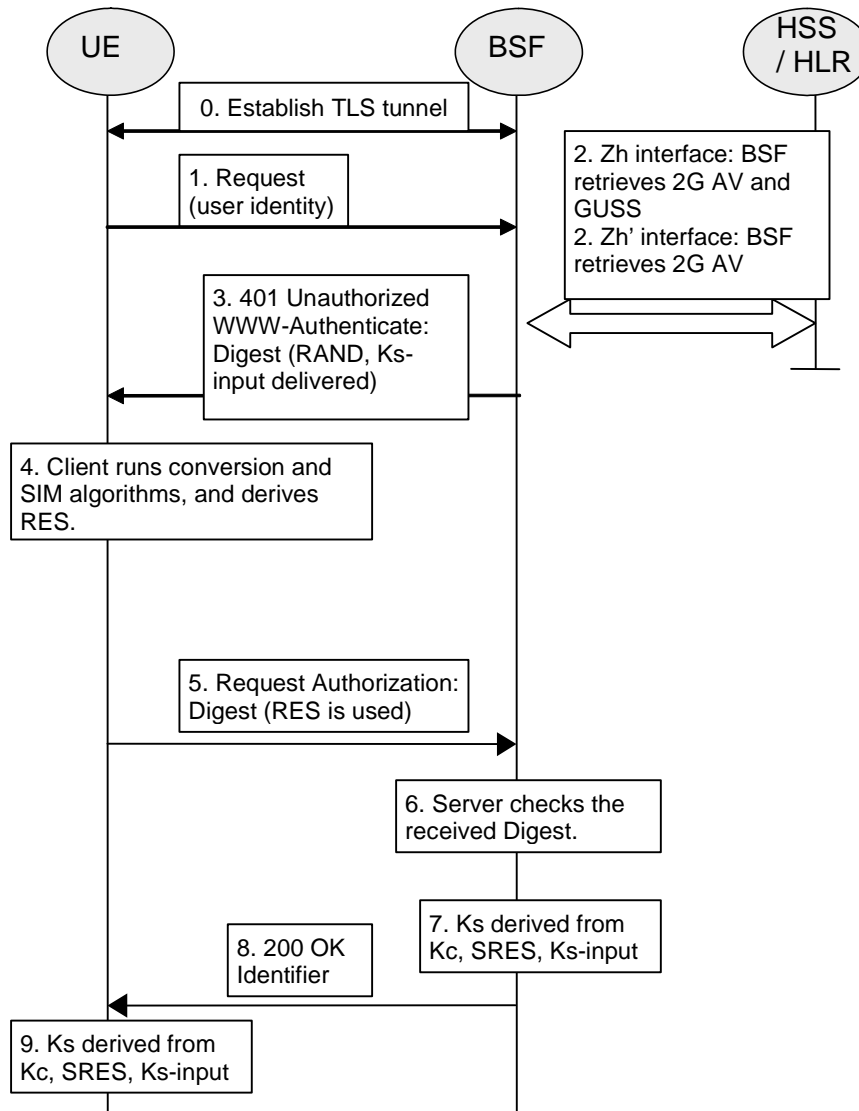 UE
BSF
HSS
/ HLR
0. Establish TLS tunnel
1. Request
(user identity)
2. Zh interface: BSF
retrieves 2G AV and
GUSS
2. Zh’ interface: BSF
retrieves 2G AV
3. 401 Unauthorized
WWW-Authenticate:
Digest (RAND, Ks-
input delivered)
4. Client runs conversion and
SIM algorithms, and derives
RES.
5. Request Authorization:
Digest (RES is used)
6. Server checks the
received Digest.
7. Ks derived from
Kc, SRES, Ks-input
8. 200 OK
Identifier
9. Ks derived from
Kc, SRES, Ks-input